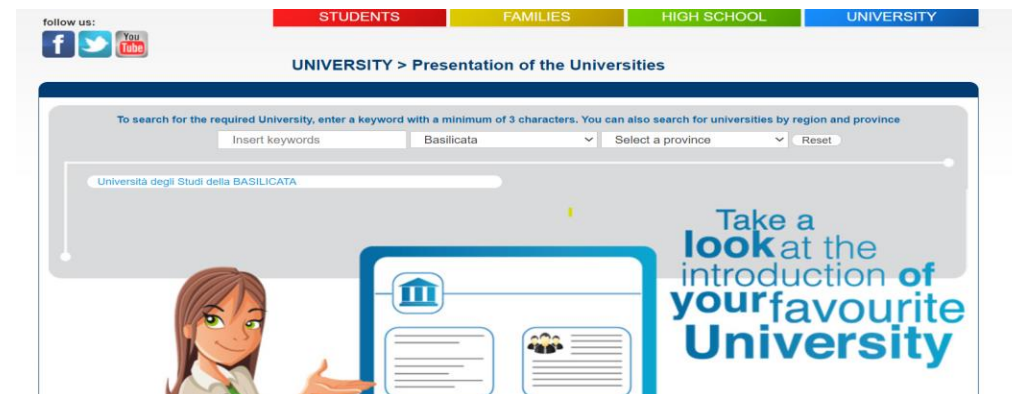 follow us:
STUDENTS FAMILIES HIGH SCHOOL UNIVERSITY
You
Tube
UNIVERSITY > Presentation of the Universities
To search for the required University, enter a keyword with a minimum of 3 characters. You can also search for universities by region and province
Insert keywords Basilicata Select a province Reset
Università degli Studi della BASILICATA
Take a
look at the
introduction of
your favourite
University